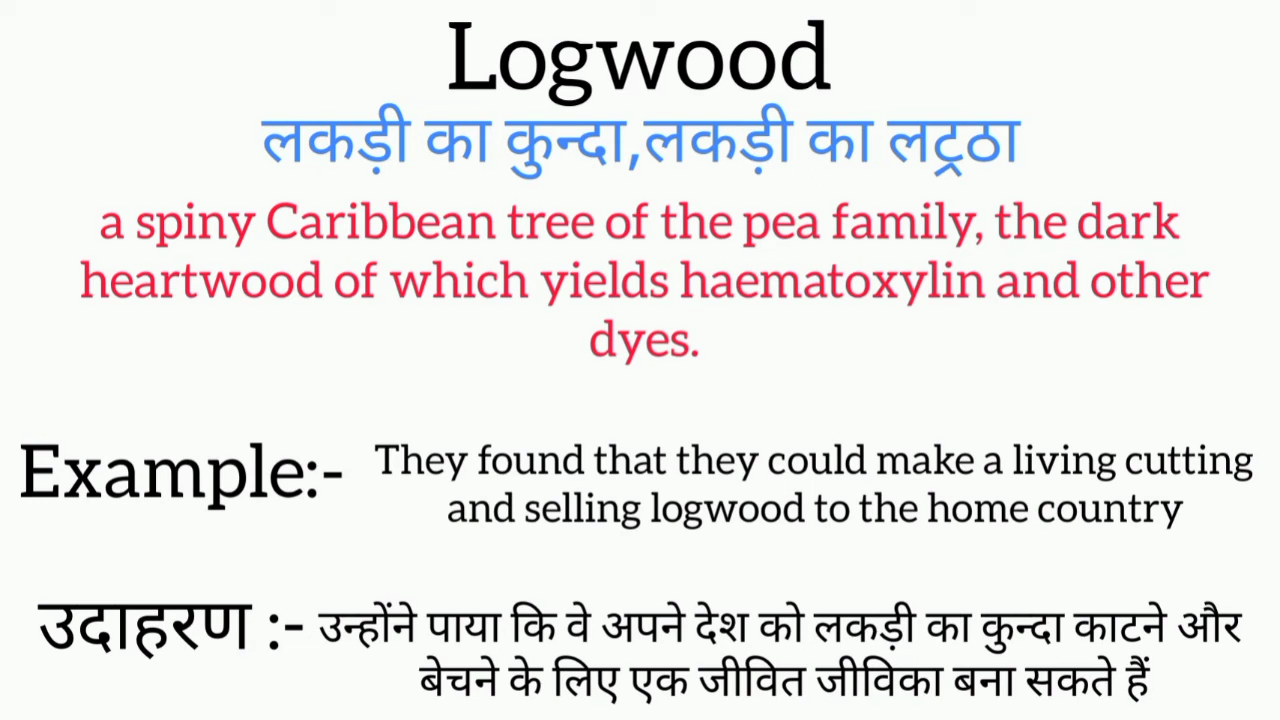 Logwood
लकड़ी का कुन्दा,लकड़ी का लट्रठा
a spiny Caribbean tree of the pea family, the dark
heartwood of which yields haematoxylin and other
dyes.
Example:- They found that they could make a living cutting
and selling logwood to the home country
उदाहरण :- उन्होंने पाया कि वे अपने देश को लकड़ी का कुन्दा काटने और
बेचने के लिए एक जीवित जीविका बना सकते हैं